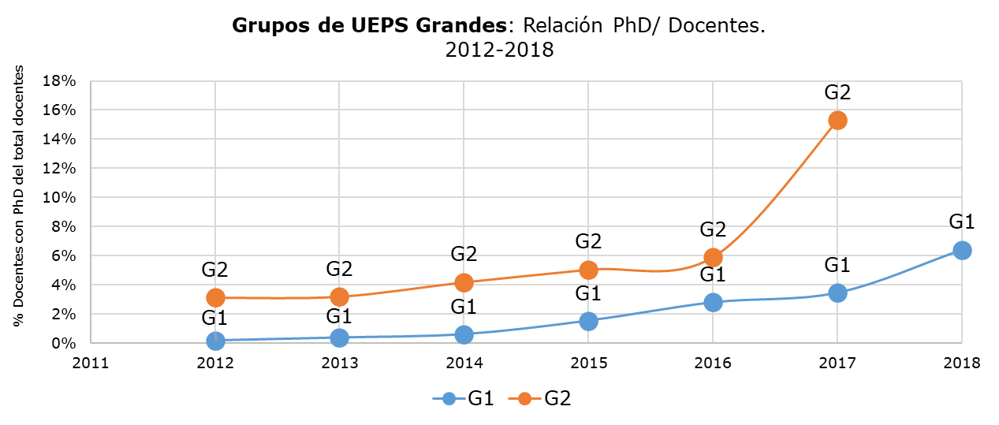 Grupos de UEPS Grandes: Relación PhD/ Docentes.
2012-2018
% Docentes con PhD del total docentes
18%
16%
14%
12%
10%
8%
6%
4%
2%
0%
G2
G2
G2
G2
G2
G2
G1
G1
G1
G1
G1
G1
G1
2011
2012
2013
2014
2015
2016
2017
2018
G1
G2